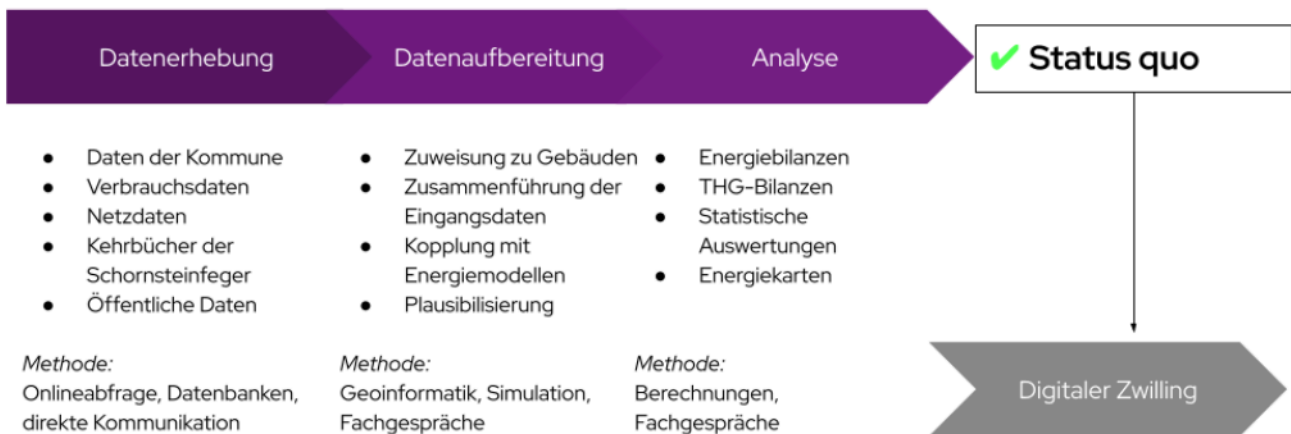 Datenerhebung
Datenaufbereitung
Analyse
✔ Status quo
● Daten der Kommune
● Verbrauchsdaten
● Netzdaten
● Kehrbücher der
Schornsteinfeger
● Öffentliche Daten
Methode:
Onlineabfrage, Datenbanken,
direkte Kommunikation
● Zuweisung zu Gebäuden
● Zusammenführung der
Eingangsdaten
● Kopplung mit
Energiemodellen
● Plausibilisierung
Methode:
Geoinformatik, Simulation,
Fachgespräche
● Energiebilanzen
● THG-Bilanzen
● Statistische
Auswertungen
● Energiekarten
Methode:
Berechnungen,
Fachgespräche
Digitaler Zwilling